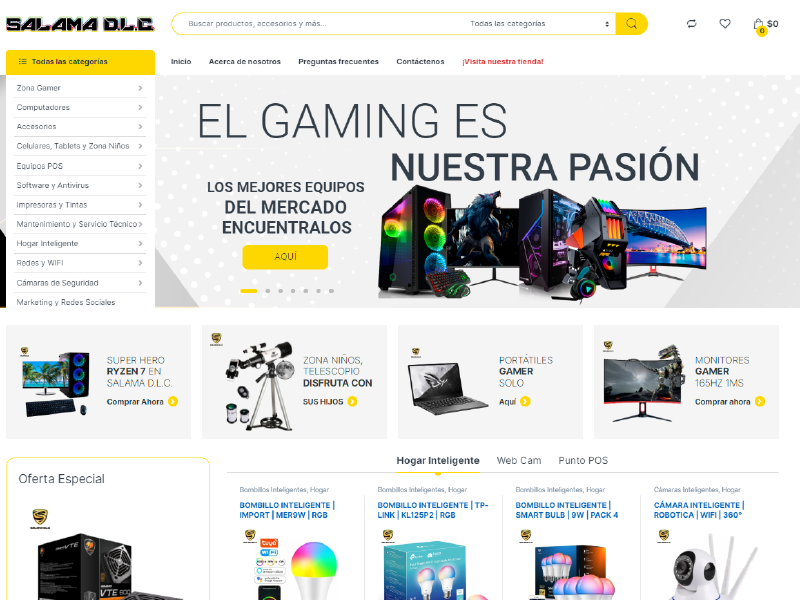 SALAMA D.L.C.
Buscar productos, accesorios y más...
Todas las categorías
0
$0
Todas las categorías
Inicio
Acerca de nosotros
Preguntas frecuentes
Contáctenos
¡Visita nuestra tienda!
Zona Gamer
Computadores
Accesorios
Celulares, Tablets y Zona Niños
Equipos POS
Software y Antivirus
Impresoras y Tintas
Mantenimiento y Servicio Técnico
Hogar Inteligente
Redes y WIFI
Cámaras de Seguridad
Marketing y Redes Sociales
EL GAMING ES
NUESTRA PASIÓN
LOS MEJORES EQUIPOS
DEL MERCADO
ENCUENTRALOS
AQUÍ
SUPER HERO
RYZEN 7 EN
SALAMA D.L.C.
Comprar Ahora
ZONA NIÑOS,
TELESCOPIO
DISFRUTA CON
SUS HIJOS
PORTÁTILES
GAMER
SOLO
Aquí
MONITORES
GAMER
165HZ 1MS
Comprar ahora
Oferta Especial
Hogar Inteligente
Web Cam
Punto POS
Bombillos Inteligentes, Hogar
BOMBILLO INTELIGENTE |
IMPORT | MER9W | RGB
Bombillos Inteligentes, Hogar
BOMBILLO INTELIGENTE | TP-
LINK | KL125P2 | RGB
Bombillos Inteligentes, Hogar
BOMBILLO INTELIGENTE |
SMART BULB | 9W | PACK 4
Cámaras Inteligentes, Hogar
CÁMARA INTELIGENTE |
ROBOTICA | WIFI | 360°
tuya